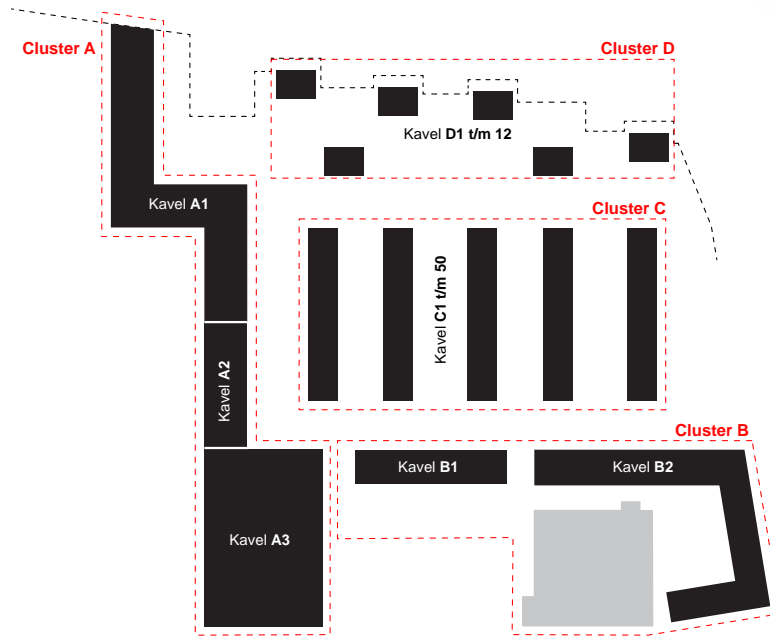 Cluster A
Cluster D
Kavel D1 t/m 12
Kavel A1
Cluster C
Kavel C1 t/m 50
Kavel A2
Cluster B
Kavel B1
Kavel B2
Kavel A3